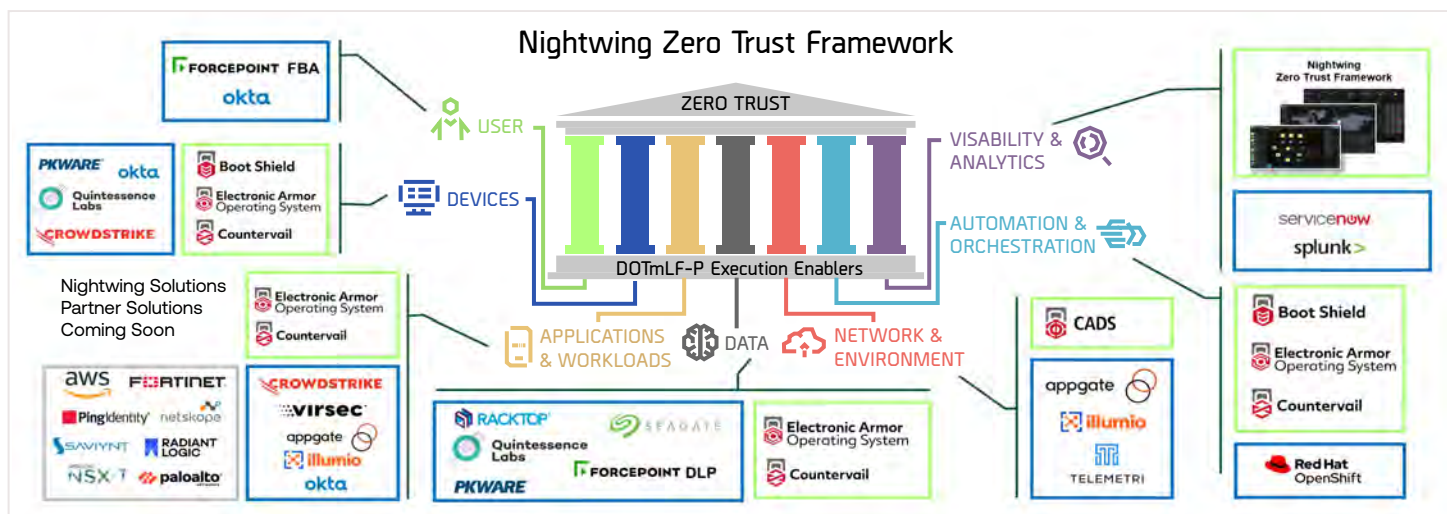 Nightwing Zero Trust Framework
FORCEPOINT FBA
okta
USER
PKWARE
okta
Quintessence
Labs
CROWDSTRIKE
Boot Shield
Electronic Armor
Operating System
Countervail
DEVICES
ZERO TRUST
DOTmLF-P Execution Enablers
VISABILITY &
ANALYTICS
Nightwing
Zero Trust Framework
servicenow
splunk>
AUTOMATION &
ORCHESTRATION
Boot Shield
Electronic Armor
Operating System
Countervail
Red Hat
OpenShift
Nightwing Solutions
Partner Solutions
Coming Soon
Electronic Armor
Operating System
Countervail
APPLICATIONS
& WORKLOADS
DATA
NETWORK &
ENVIRONMENT
CADS
aws
FORTINET
PingIdentity
netskope
SAVIYNT
RADIANT
LOGIC
NSX-T
paloalto
CROWDSTRIKE
virsec
appgate
illumio
okta
RACKTOP
SEAGATE
Quintessence
Labs
FORCEPOINT DLP
PKWARE
Electronic Armor
Operating System
Countervail
appgate
illumio
TELEMETRI